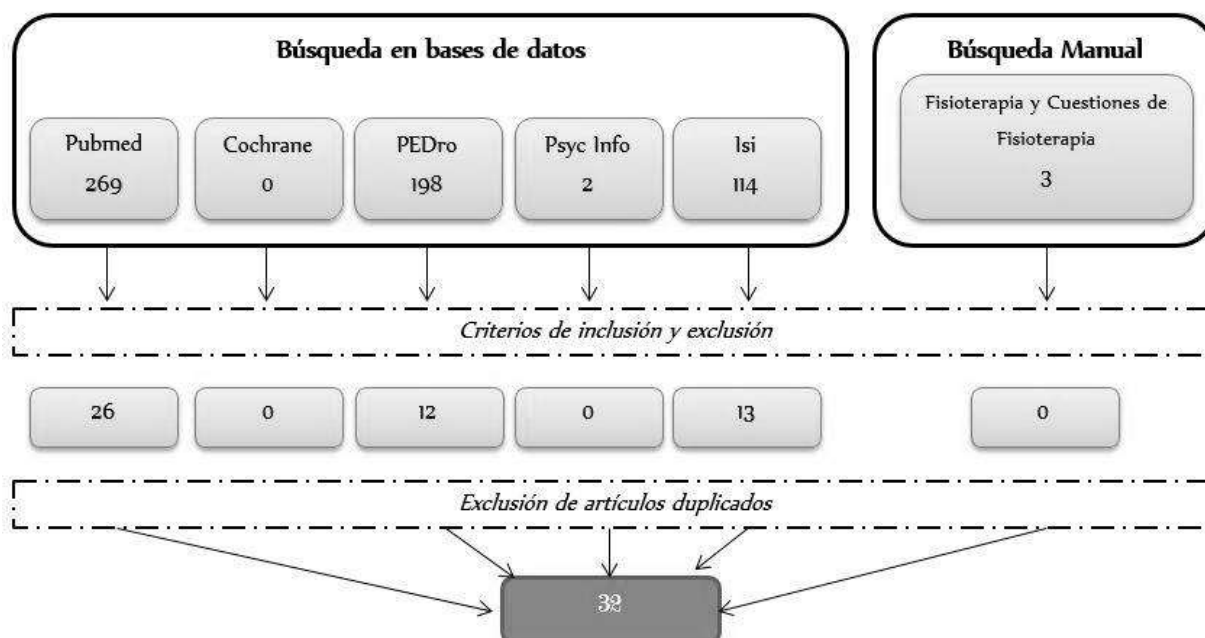 Búsqueda en bases de datos
Búsqueda Manual
Pubmed
269
Cochrane
0
PEDro
198
Psyc Info
2
Isi
114
Fisioterapia y Cuestiones de
Fisioterapia
3
Criterios de inclusión y exclusión
26
0
12
0
13
0
Exclusión de artículos duplicados
32